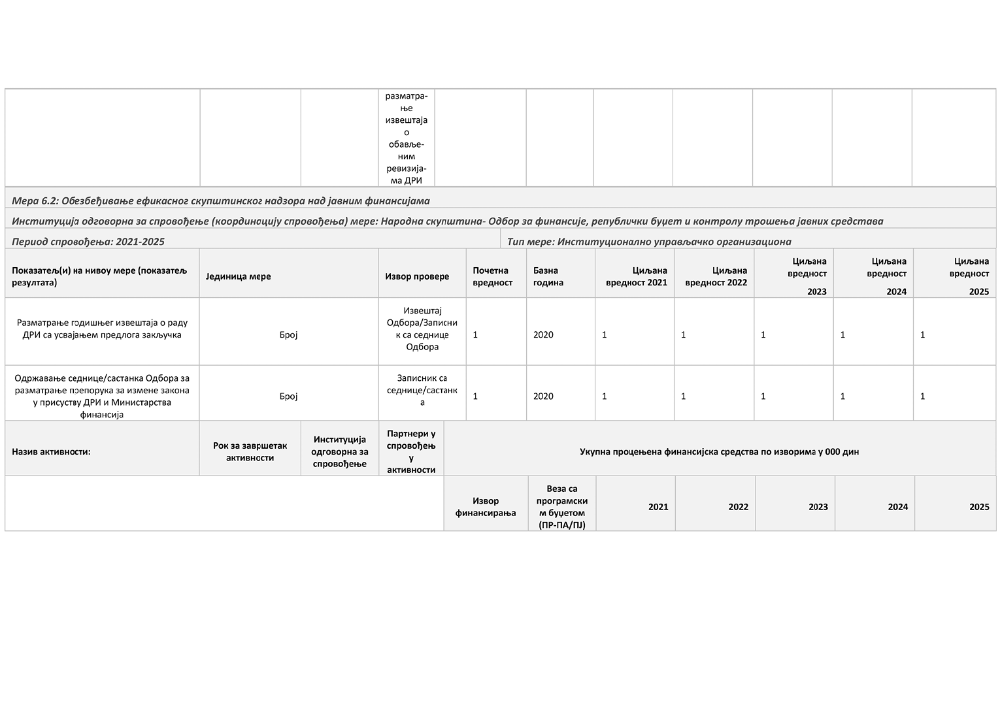 разматра-
ње
извештаја
о
обавље-
ним
ревизија-
ма ДРИ
Мера 6.2: Обезбеђивање ефикасног скупштинског надзора над јавним финансијама
Институција одговорна за спровођење (координацију спровођења) мере: Народна скупштина- Одбор за финансије, републички буџет и контролу трошења јавних средстава
Период спровођења: 2021-2025
Тип мере: Институционално управљачко организациона
Показатељ(и) на нивоу мере (показатељ
резултата)
Јединица мере
Извор провере
Почетна
вредност
Базна
година
Циљана
вредност 2021
Циљана
вредност 2022
Циљана
вредност
2023
Циљана
вредност
2024
Циљана
вредност
2025
Разматрање годишњег извештаја о раду
ДРИ са усвајањем предлога закључка
Број
Извештај
Одбора/Записни
к са седнице
Одбора
1
2020
1
1
1
1
1
Одржавање седнице/састанка Одбора за
разматрање препорука за измене закона
у присуству ДРИ и Министарства
финансија
Број
Записник са
седнице/састанк
а
1
2020
1
1
1
1
1
Назив активности:
Рок за завршетак
активности
Институција
одговорна за
спровођење
Партнери у
спровођењ
у
активности
Укупна процењена финансијска средства по изворима у 000 дин
Извор
финансирања
Веза са
програмски
м буџетом
(ПР-ПА/ПЈ)
2021
2022
2023
2024
2025